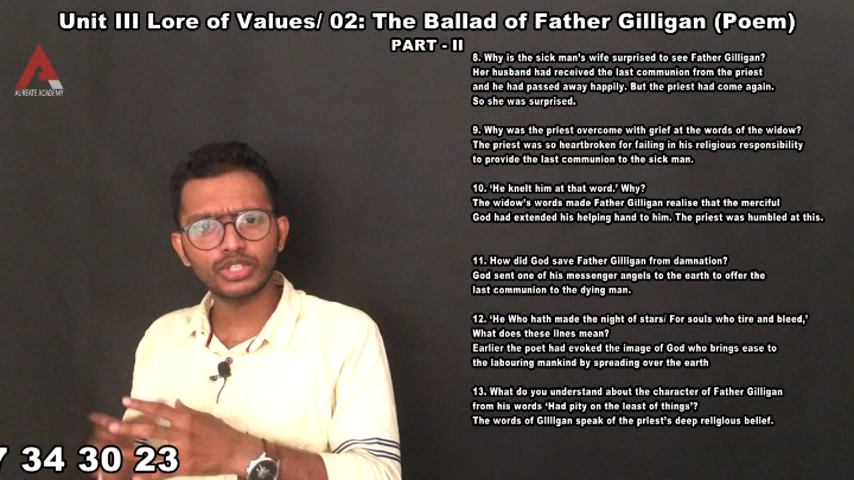 Unit III Lore of Values/ 02: The Ballad of Father Gilligan (Poem)
PART - II
ALREATE ACADEMY
8. Why is the sick man's wife surprised to see Father Gilligan?
Her husband had received the last communion from the priest
and he had passed away happily. But the priest had come again.
So she was surprised.
9. Why was the priest overcome with grief at the words of the widow?
The priest was so heartbroken for failing in his religious responsibility
to provide the last communion to the sick man.
10. ‘He knelt him at that word.’ Why?
The widow's words made Father Gilligan realise that the merciful
God had extended his helping hand to him. The priest was humbled at this.
11. How did God save Father Gilligan from damnation?
God sent one of his messenger angels to the earth to offer the
last communion to the dying man.
12. ‘He Who hath made the night of stars/ For souls who tire and bleed,’
What does these lines mean?
Earlier the poet had evoked the image of God who brings ease to
the labouring mankind by spreading over the earth
13. What do you understand about the character of Father Gilligan
from his words ‘Had pity on the least of things’?
The words of Gilligan speak of the priest's deep religious belief.
7 34 30 23